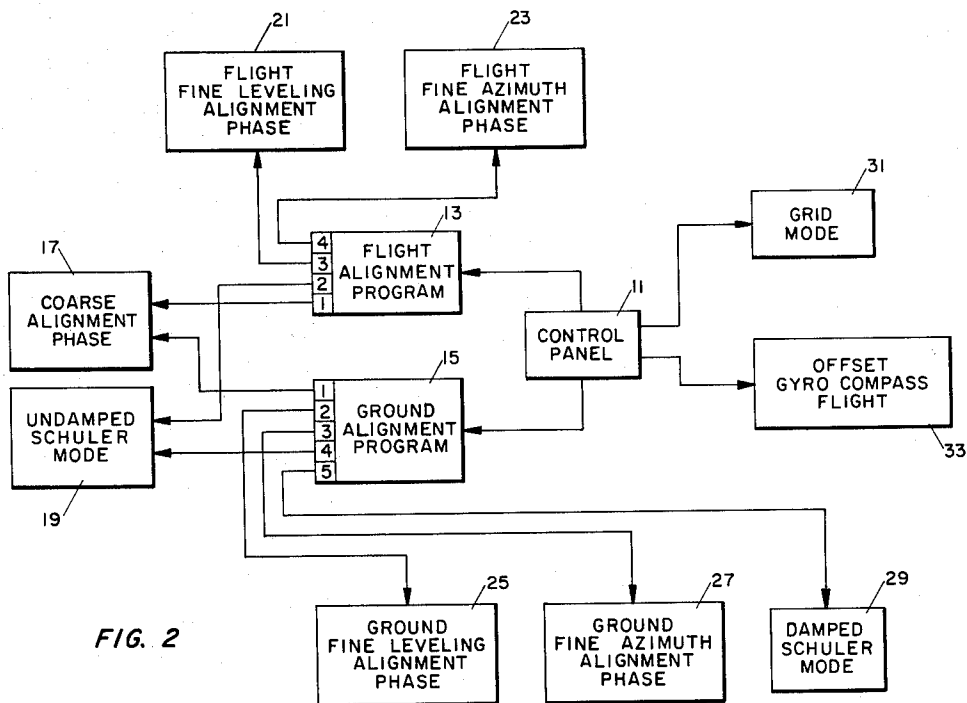 21
FLIGHT
FINE LEVELING
ALIGNMENT
PHASE
23
FLIGHT
FINE AZIMUTH
ALIGNMENT
PHASE
31
GRID
MODE
13
4
3
2
1
FLIGHT
ALIGNMENT
PROGRAM
17
COARSE
ALIGNMENT
PHASE
11
CONTROL
PANEL
15
1
2
3
4
5
GROUND
ALIGNMENT
PROGRAM
OFFSET
GYRO COMPASS
FLIGHT
33
UNDAMPED
SCHULER
MODE
19
25
GROUND
FINE LEVELING
ALIGNMENT
PHASE
27
GROUND
FINE AZIMUTH
ALIGNMENT
PHASE
29
DAMPED
SCHULER
MODE
FIG. 2